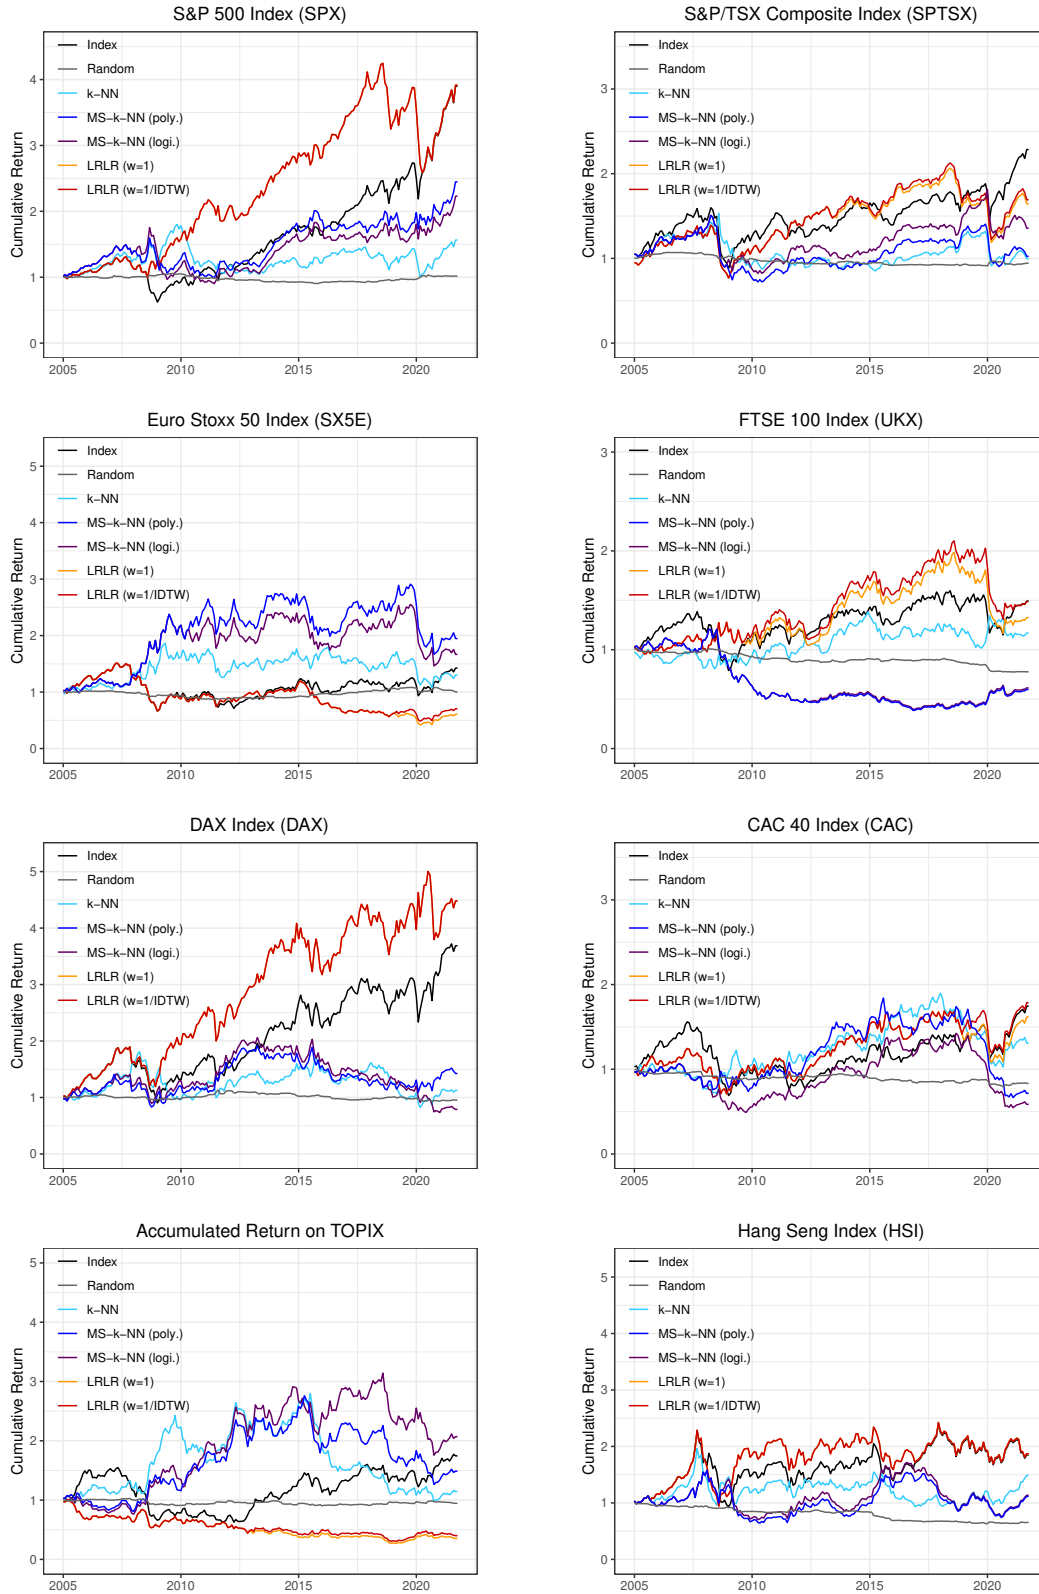 S&P 500 Index (SPX)
Cumulative Return
4
3
2
1
0
Index
Random
k−NN
MS−k−NN (poly.)
MS−k−NN (logi.)
LRLR (w=1)
LRLR (w=1/IDTW)
2005 2010 2015 2020
S&P/TSX Composite Index (SPTSX)
Cumulative Return
3
2
1
0
Index
Random
k−NN
MS−k−NN (poly.)
MS−k−NN (logi.)
LRLR (w=1)
LRLR (w=1/IDTW)
2005 2010 2015 2020
Euro Stoxx 50 Index (SX5E)
Cumulative Return
5
4
3
2
1
0
Index
Random
k−NN
MS−k−NN (poly.)
MS−k−NN (logi.)
LRLR (w=1)
LRLR (w=1/IDTW)
2005 2010 2015 2020
FTSE 100 Index (UKX)
Cumulative Return
3
2
1
0
Index
Random
k−NN
MS−k−NN (poly.)
MS−k−NN (logi.)
LRLR (w=1)
LRLR (w=1/IDTW)
2005 2010 2015 2020
DAX Index (DAX)
Cumulative Return
5
4
3
2
1
0
Index
Random
k−NN
MS−k−NN (poly.)
MS−k−NN (logi.)
LRLR (w=1)
LRLR (w=1/IDTW)
2005 2010 2015 2020
CAC 40 Index (CAC)
Cumulative Return
3
2
1
0
Index
Random
k−NN
MS−k−NN (poly.)
MS−k−NN (logi.)
LRLR (w=1)
LRLR (w=1/IDTW)
2005 2010 2015 2020
Accumulated Return on TOPIX
Cumulative Return
5
4
3
2
1
0
Index
Random
k−NN
MS−k−NN (poly.)
MS−k−NN (logi.)
LRLR (w=1)
LRLR (w=1/IDTW)
2005 2010 2015 2020
Hang Seng Index (HSI)
Cumulative Return
5
4
3
2
1
0
Index
Random
k−NN
MS−k−NN (poly.)
MS−k−NN (logi.)
LRLR (w=1)
LRLR (w=1/IDTW)
2005 2010 2015 2020